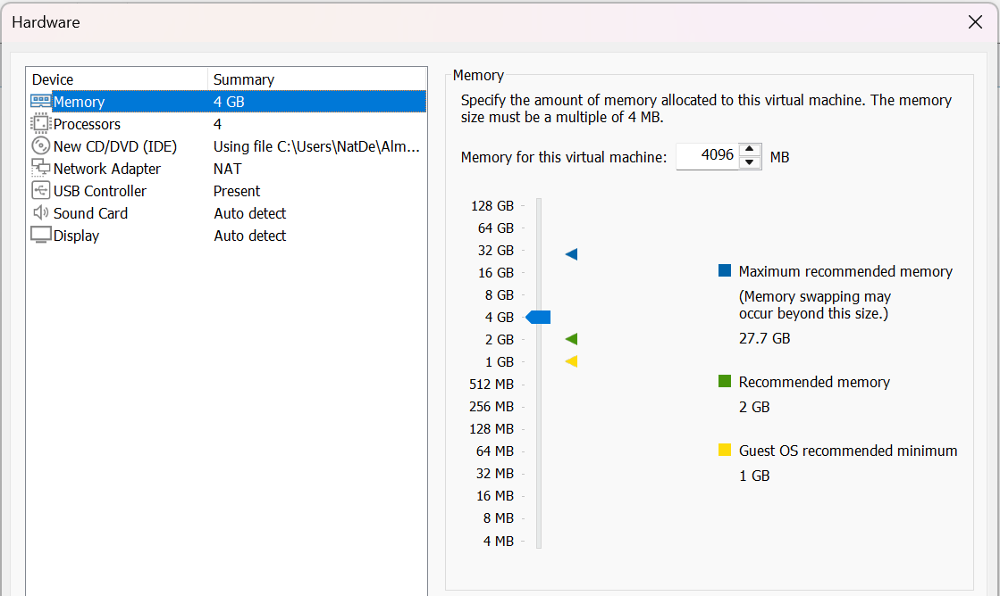 Hardware
Device Summary
Memory 4 GB
Processors 4
New CD/DVD (IDE) Using file C:\Users\NatDe\Alm...
Network Adapter NAT
USB Controller Present
Sound Card Auto detect
Display Auto detect
Memory
Specify the amount of memory allocated to this virtual machine. The memory
size must be a multiple of 4 MB.
Memory for this virtual machine: 4096 MB
128 GB
64 GB
32 GB
16 GB
8 GB
4 GB
2 GB
1 GB
512 MB
256 MB
128 MB
64 MB
32 MB
16 MB
8 MB
4 MB
Maximum recommended memory
(Memory swapping may
occur beyond this size.)
27.7 GB
Recommended memory
2 GB
Guest OS recommended minimum
1 GB